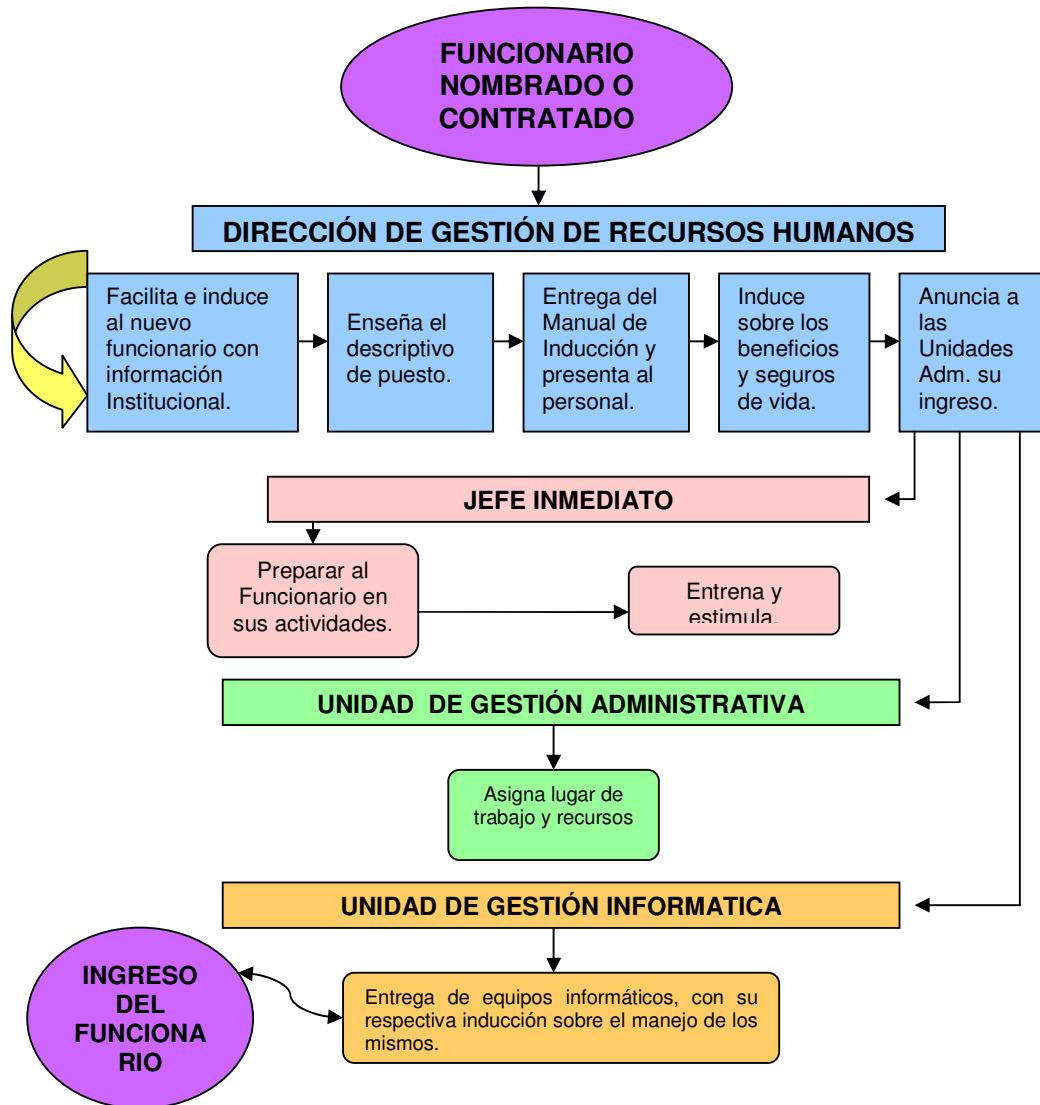 FUNCIONARIO
NOMBRADO O
CONTRATADO
DIRECCIÓN DE GESTIÓN DE RECURSOS HUMANOS
Facilita e induce
al nuevo
funcionario con
información
Institucional.
Enseña el
descriptivo
de puesto.
Entrega del
Manual de
Inducción y
presenta al
personal.
Induce
sobre los
beneficios
y seguros
de vida.
Anuncia a
las
Unidades
Adm. su
ingreso.
JEFE INMEDIATO
Preparar al
Funcionario en
sus actividades.
Entrena y
estimula.
UNIDAD DE GESTIÓN ADMINISTRATIVA
Asigna lugar de
trabajo y recursos
UNIDAD DE GESTIÓN INFORMATICA
Entrega de equipos informáticos, con su
respectiva inducción sobre el manejo de los
mismos.
INGRESO
DEL
FUNCIONA
RIO